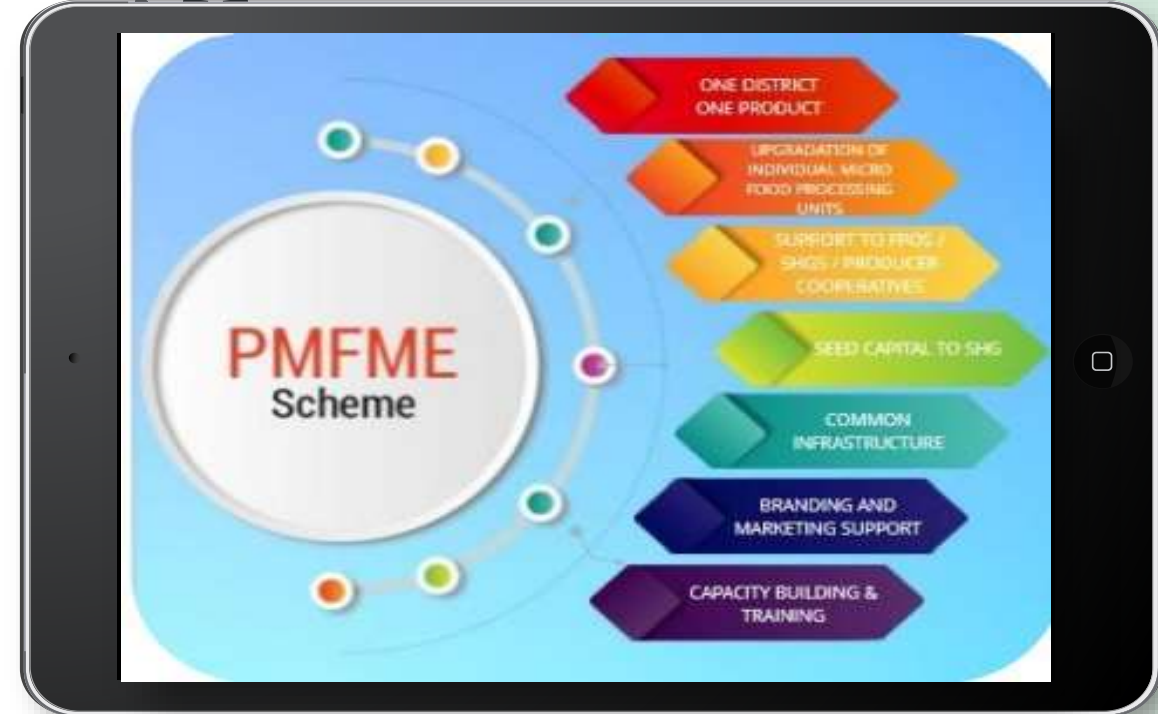 PMFME
Scheme
ONE DISTRICT
ONE PRODUCT
UPGRADATION OF
INDIVIDUAL MICRO
FOOD PROCESSING
UNITS
SUPPORT TO FPOS /
SHGS / PRODUCER
COOPERATIVES
SEED CAPITAL TO SHG
COMMON
INFRASTRUCTURE
BRANDING AND
MARKETING SUPPORT
CAPACITY BUILDING &
TRAINING